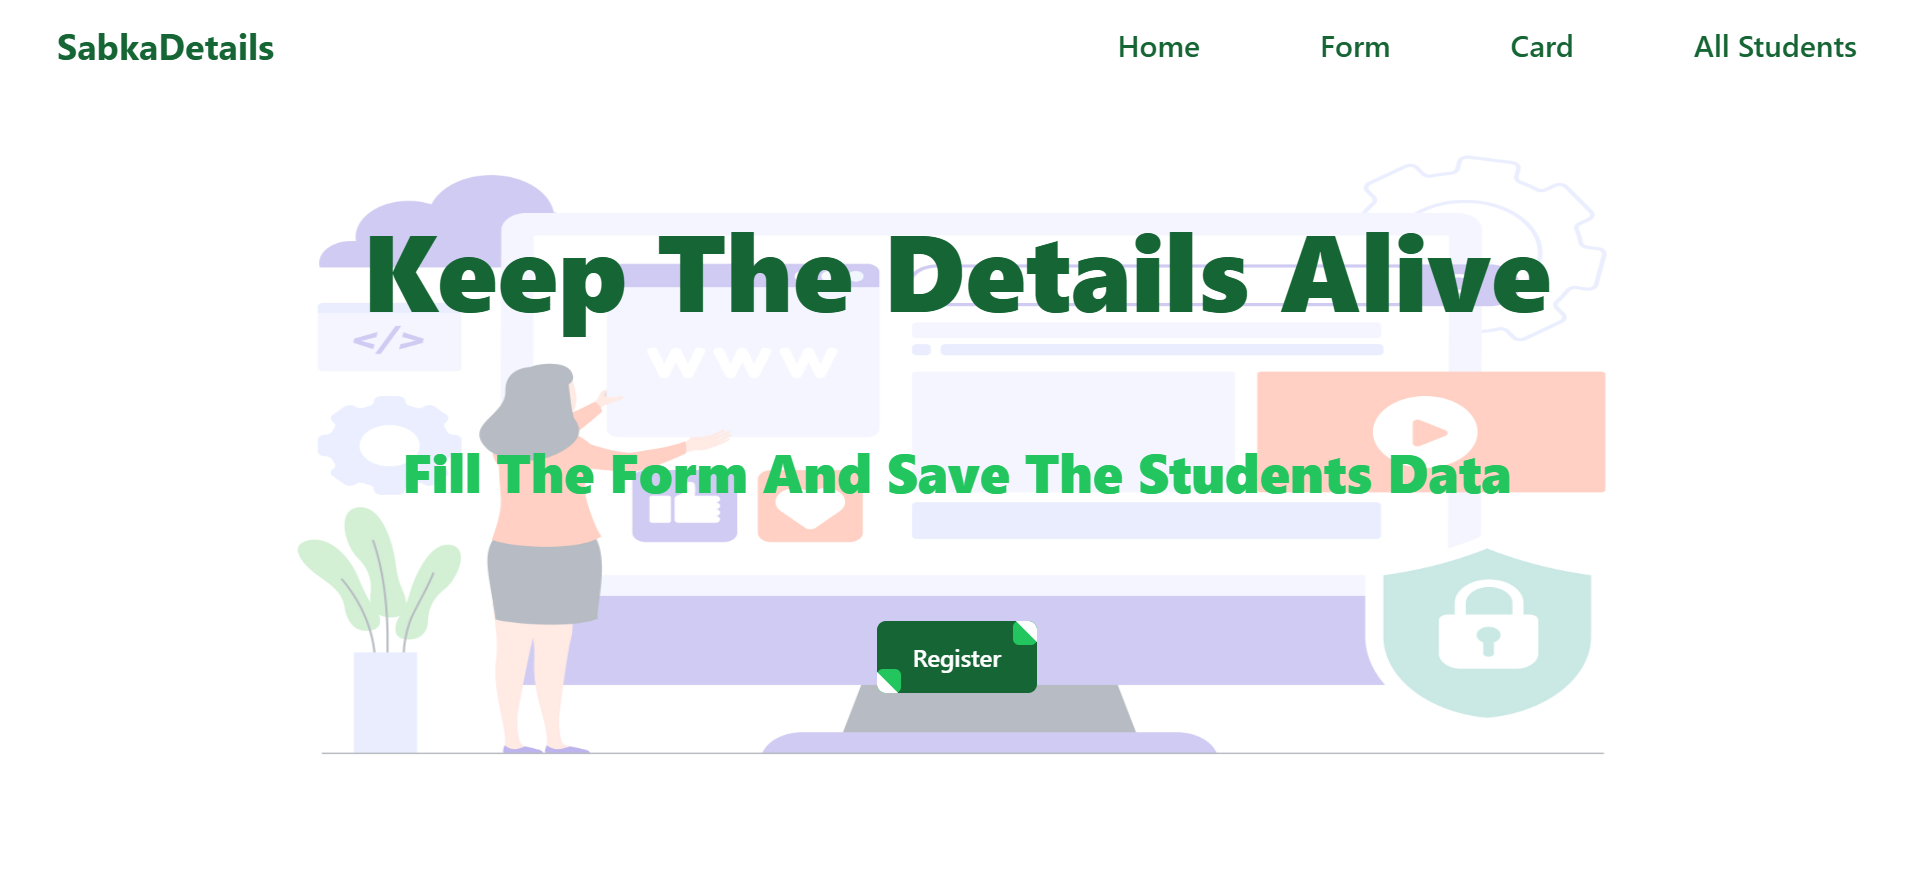 SabkaDetails
Home
Form
Card
All Students
Keep The Details Alive
</>
www
Fill The Form And Save The Students Data
Register